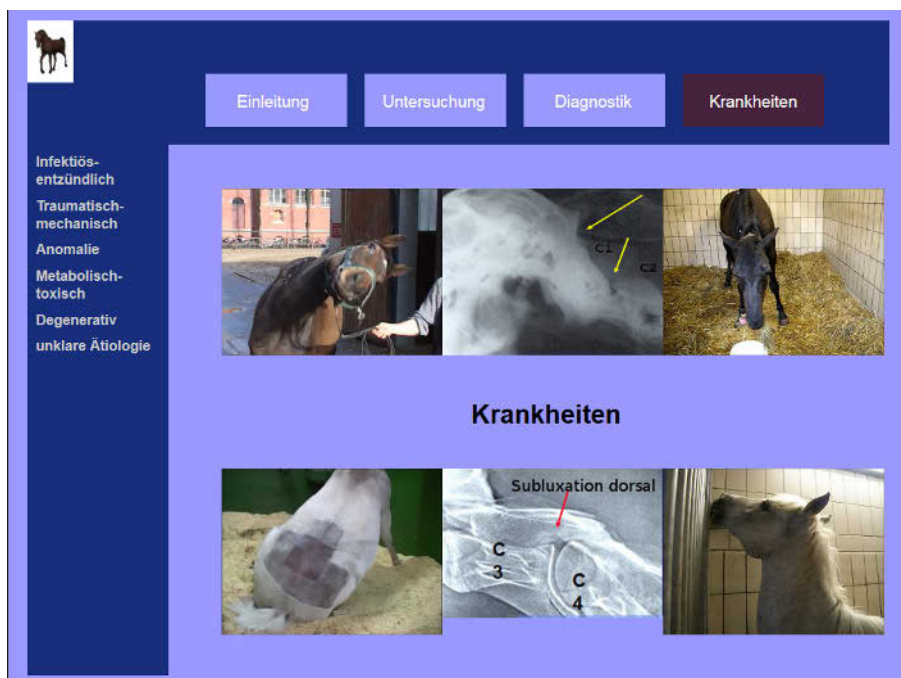 Einleitung
Untersuchung
Diagnostik
Krankheiten
Infektiös-
entzündlich
Traumatisch-
mechanisch
Anomalie
Metabolisch-
toxisch
Degenerativ
unklare Ätiologie
C1
C2
Krankheiten
Subluxation dorsal
C
3
C
4